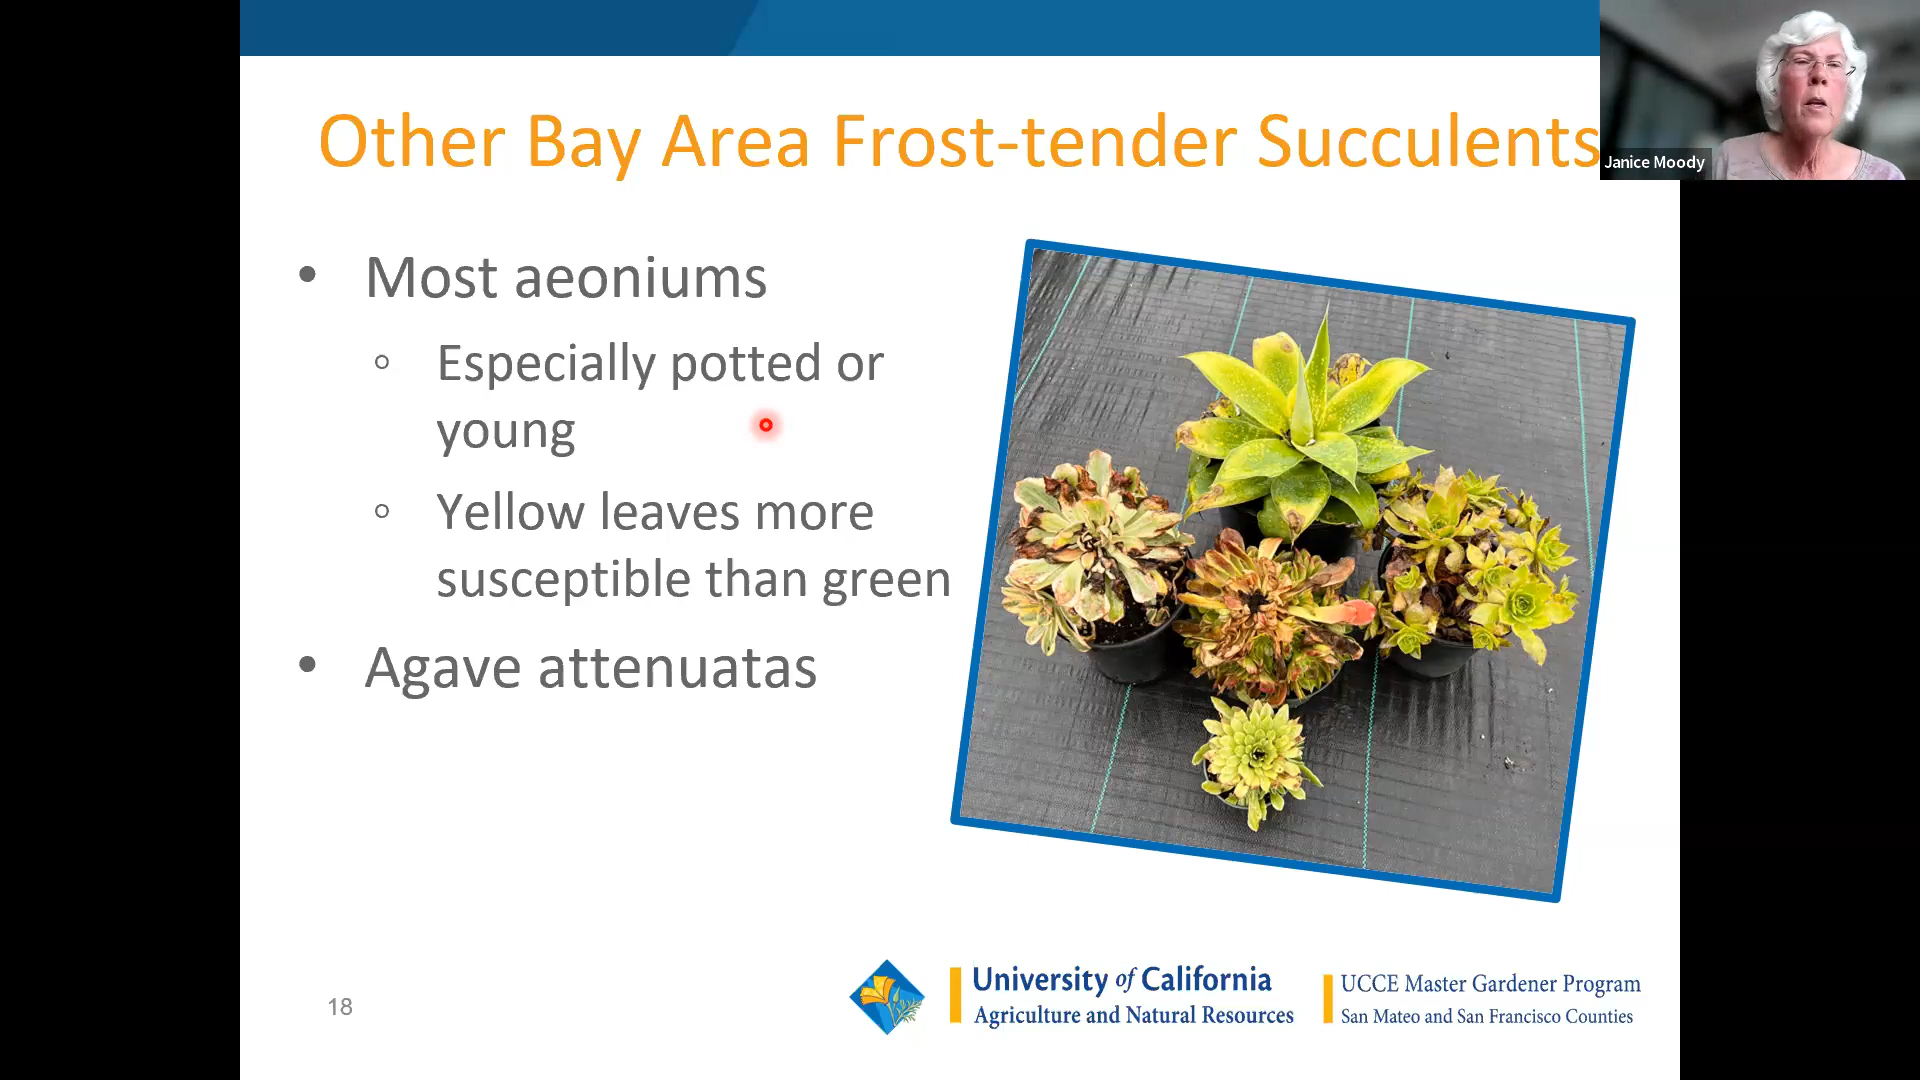 Other Bay Area Frost-tender Succulents
Janice Moody
• Most aeoniums
◦ Especially potted or
young
◦ Yellow leaves more
susceptible than green
• Agave attenuatas
18
University of California
Agriculture and Natural Resources
UCCE Master Gardener Program
San Mateo and San Francisco Counties